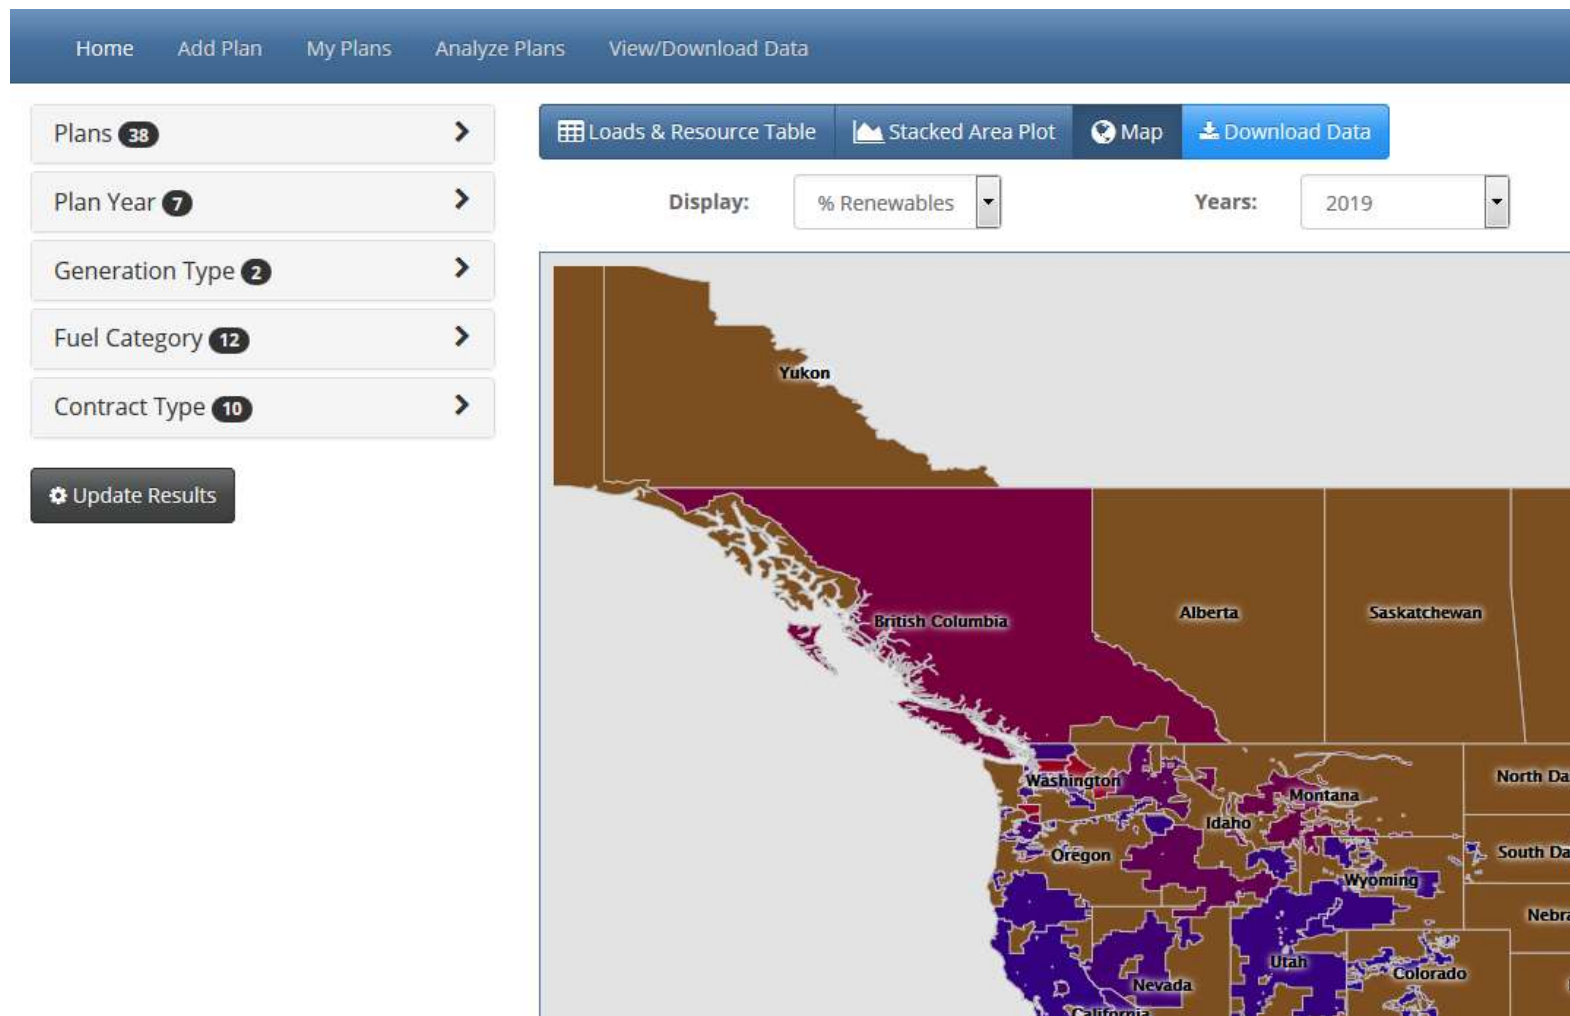 Home Add Plan My Plans Analyze Plans View/Download Data
Plans 38
Plan Year 7
Generation Type 2
Fuel Category 12
Contract Type 10
Update Results
Loads & Resource Table Stacked Area Plot Map Download Data
Display: % Renewables Years: 2019
Yukon
British Columbia
Alberta
Saskatchewan
Washington
Montana
North Da
Idaho
Oregon
South Da
Wyoming
Nebra
Utah
Colorado
Nevada
California